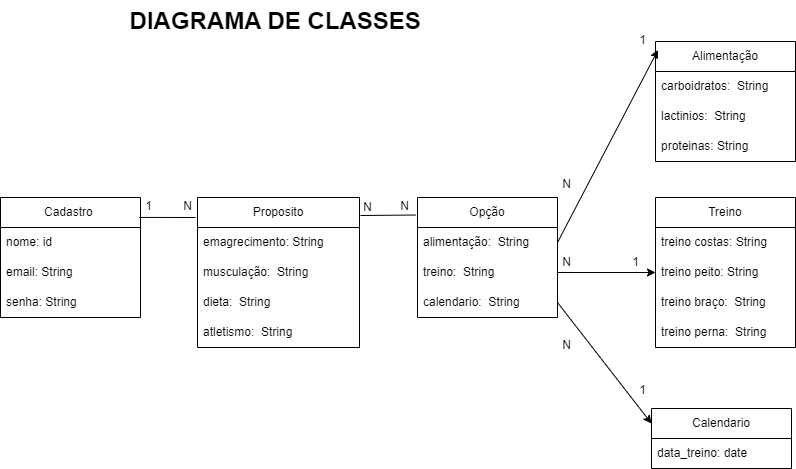 DIAGRAMA DE CLASSES
Cadastro
nome: id
email: String
senha: String
1
N
Proposito
emagrecimento: String
musculação: String
dieta: String
atletismo: String
N
N
Opção
alimentação: String
treino: String
calendario: String
N
1
Alimentação
carboidratos: String
lactinios: String
proteinas: String
N
1
Treino
treino costas: String
treino peito: String
treino braço: String
treino perna: String
N
1
Calendario
data_treino: date